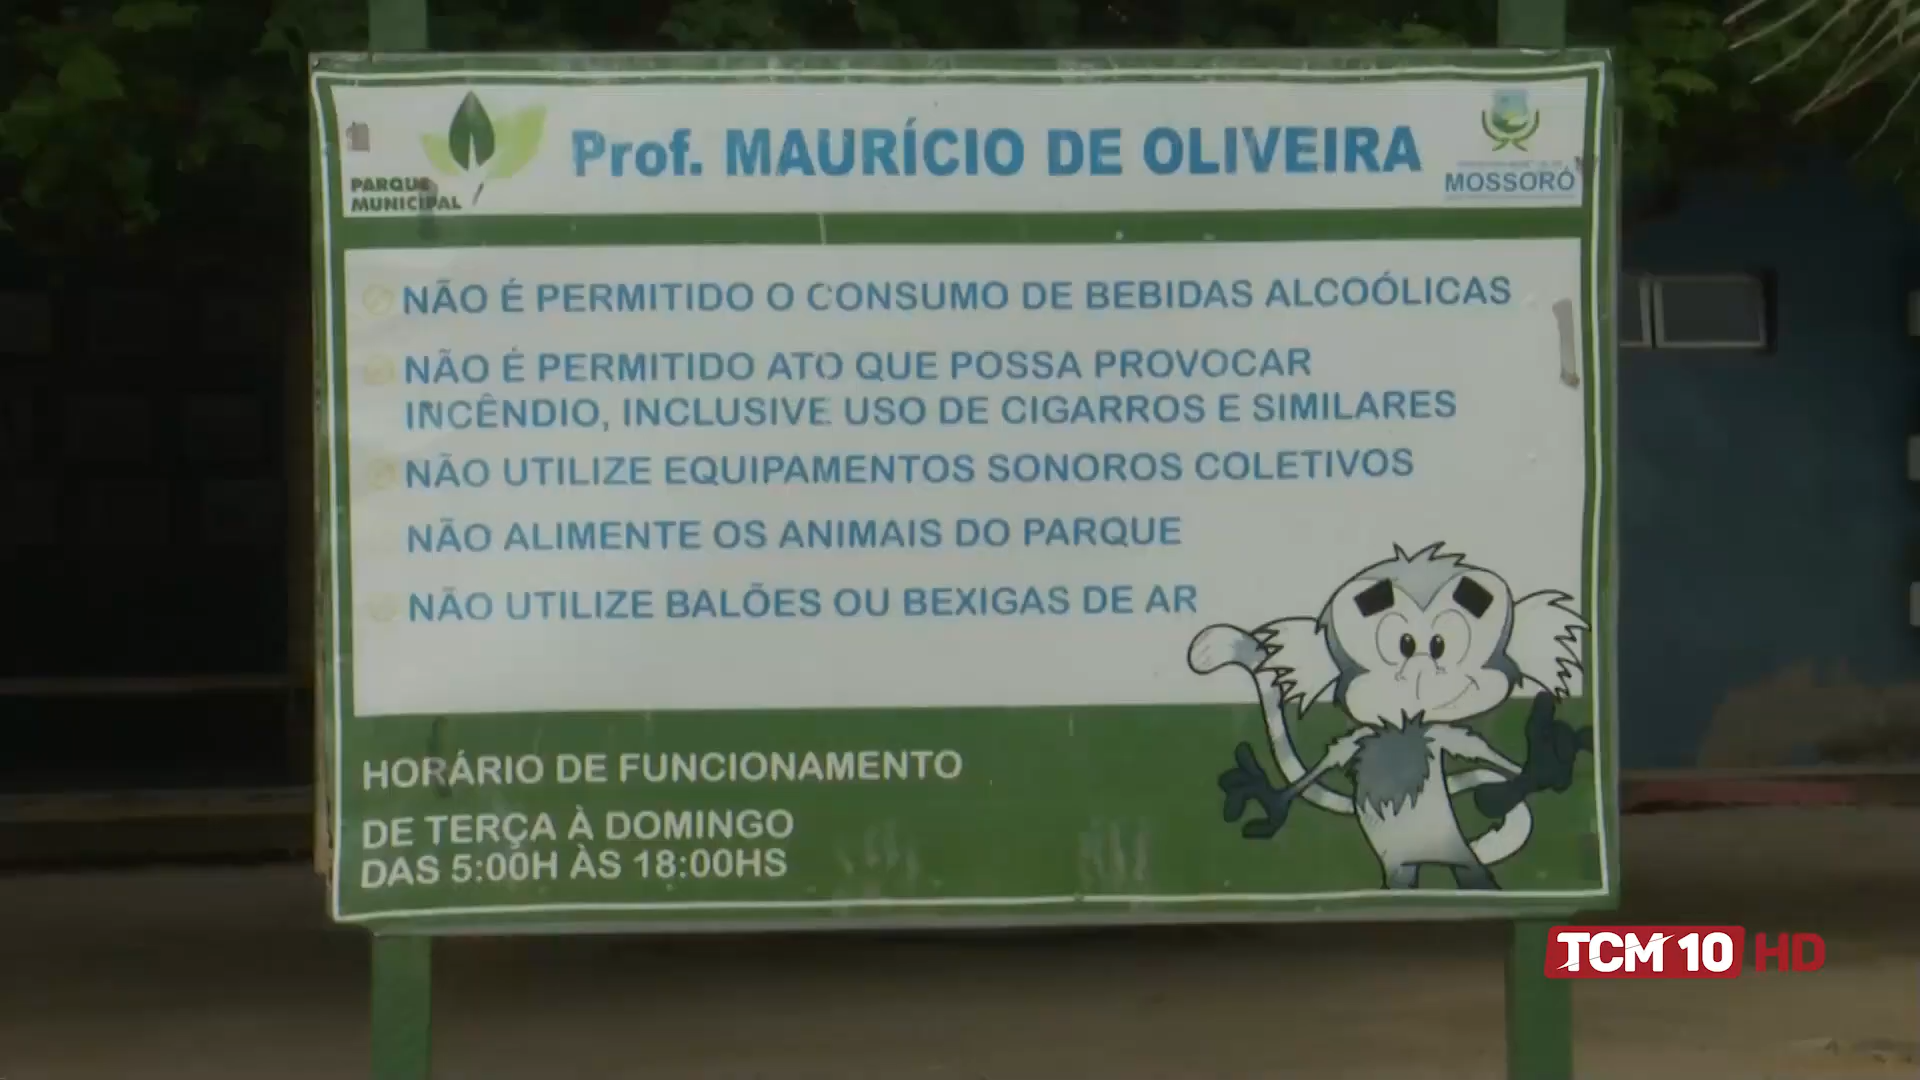 PARQUE
MUNICIPAL
Prof. MAURÍCIO DE OLIVEIRA
MOSSORÓ
NÃO É PERMITIDO O CONSUMO DE BEBIDAS ALCOÓLICAS
NÃO É PERMITIDO ATO QUE POSSA PROVOCAR
INCÊNDIO, INCLUSIVE USO DE CIGARROS E SIMILARES
NÃO UTILIZE EQUIPAMENTOS SONOROS COLETIVOS
NÃO ALIMENTE OS ANIMAIS DO PARQUE
NÃO UTILIZE BALÕES OU BEXIGAS DE AR
HORÁRIO DE FUNCIONAMENTO
DE TERÇA À DOMINGO
DAS 5:00H ÀS 18:00HS
TCM 10 HD